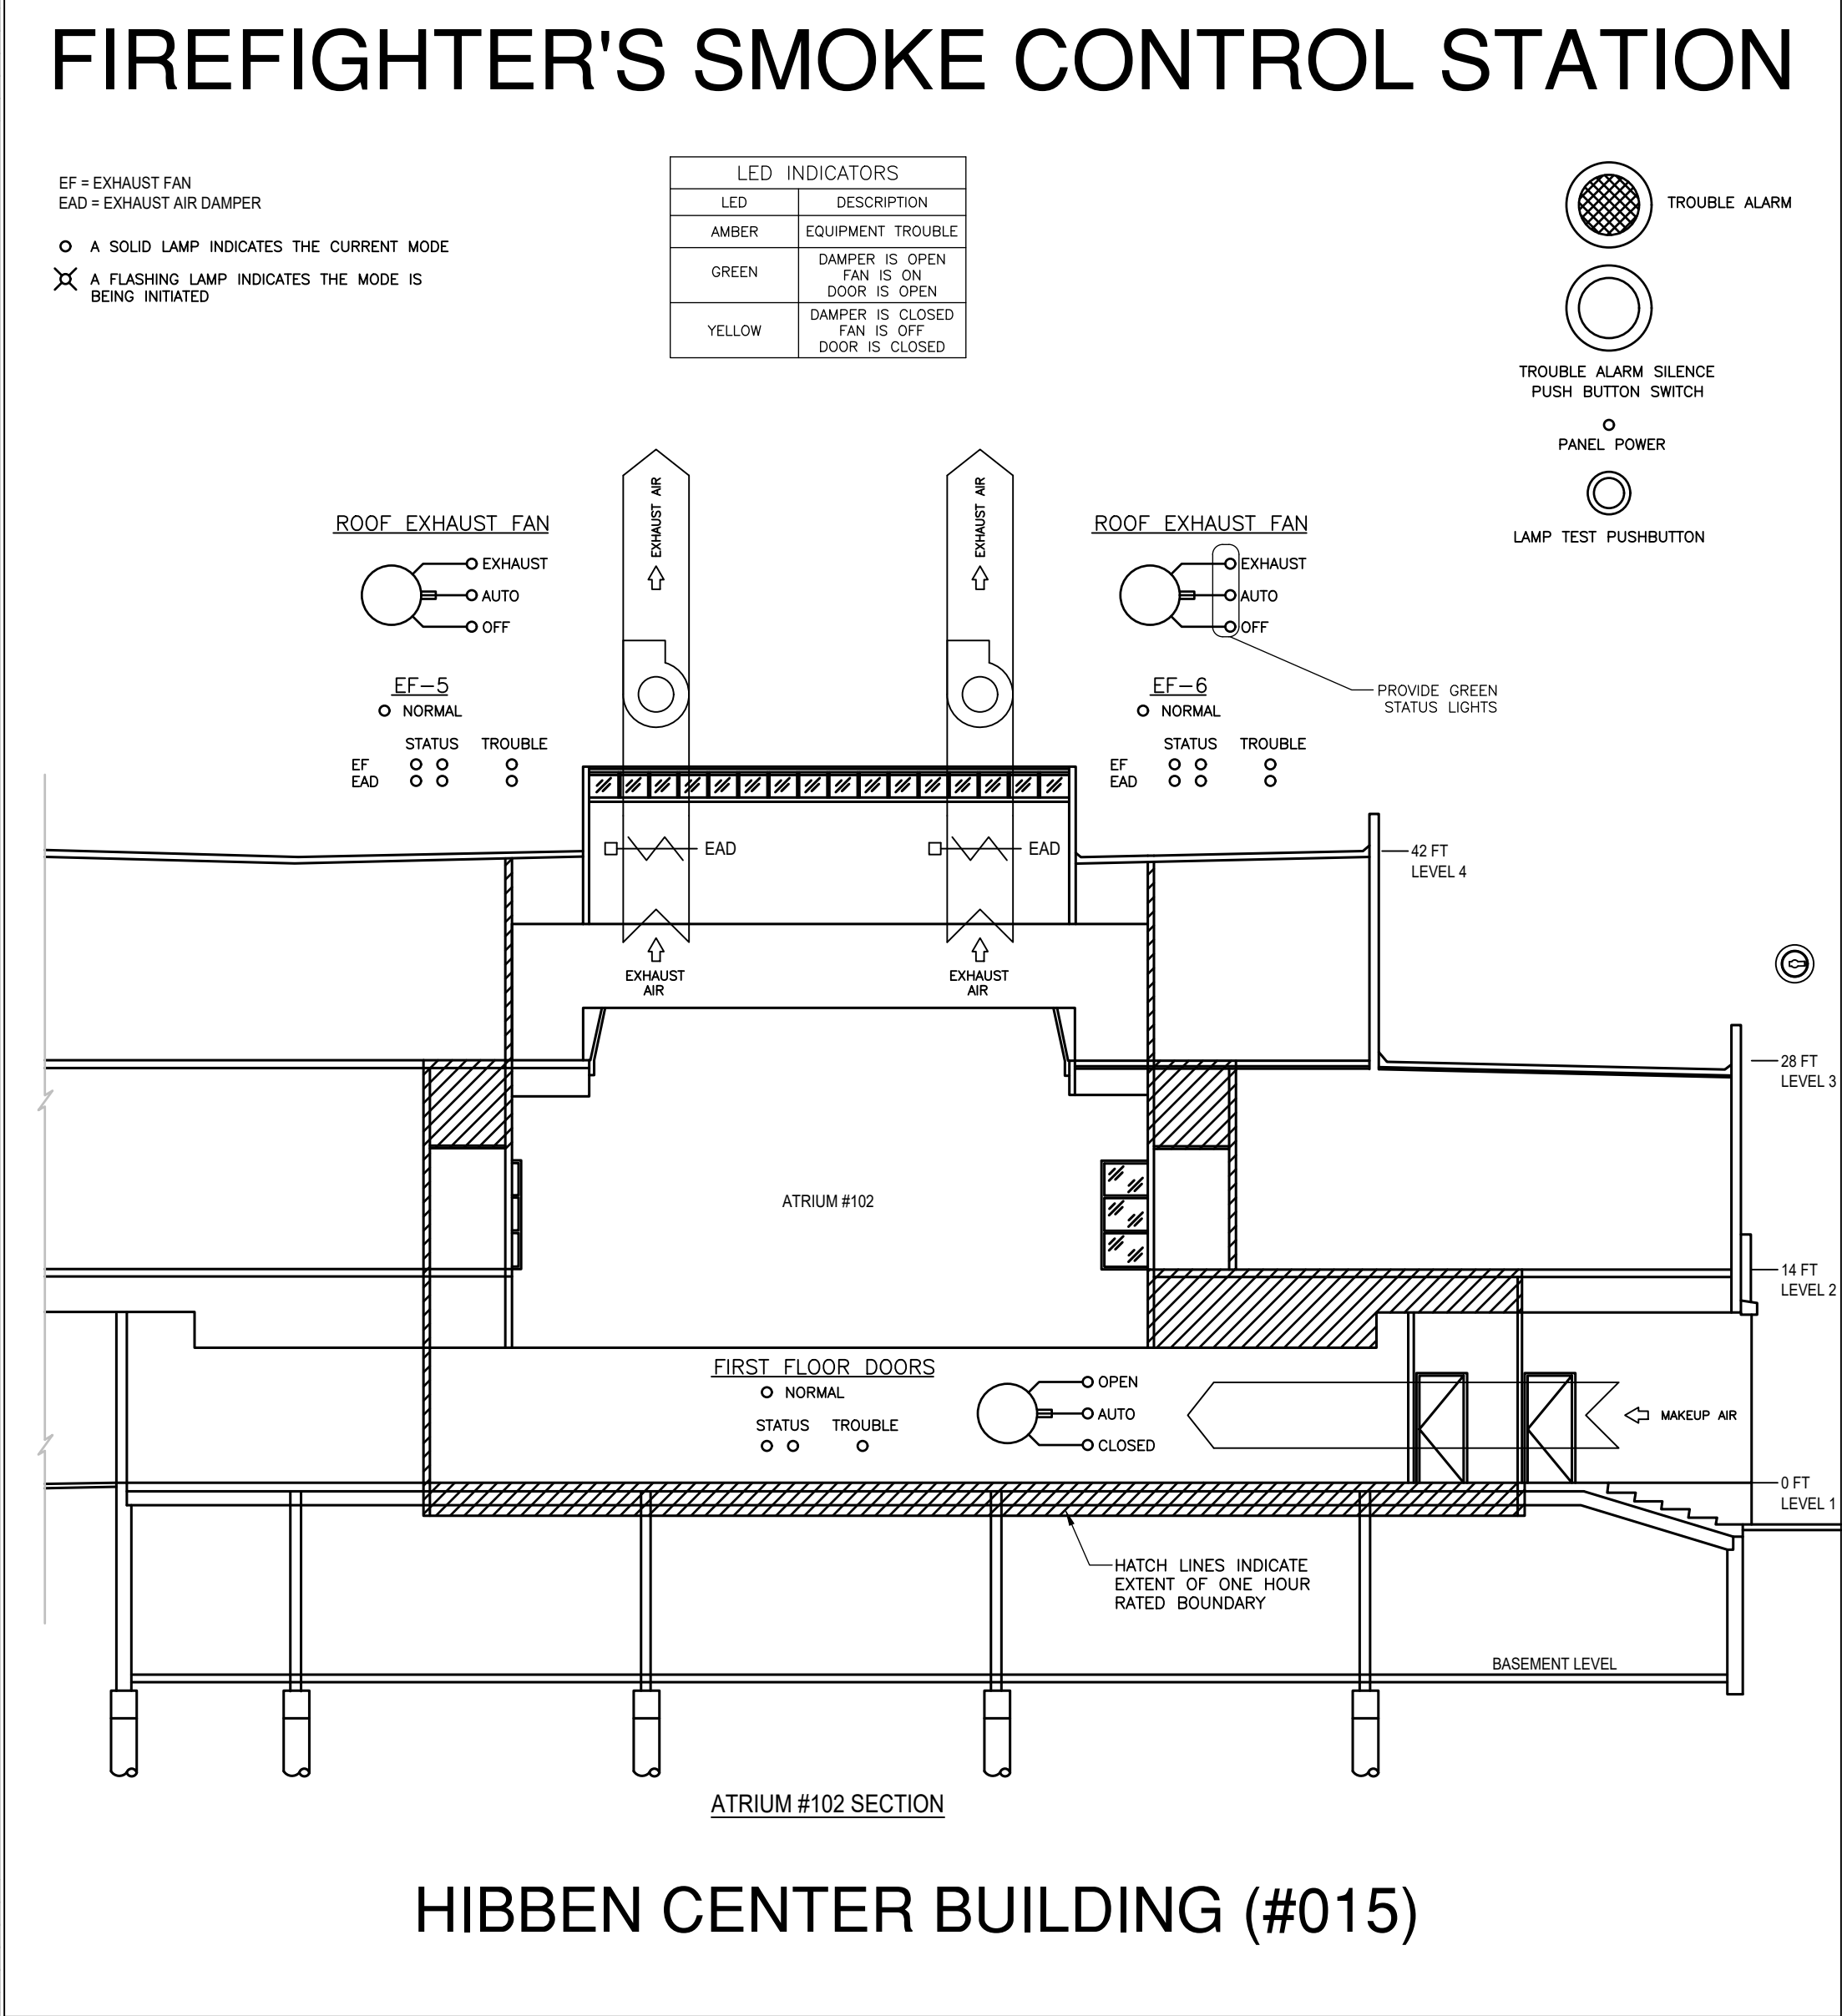 FIREFIGHTER'S SMOKE CONTROL STATION
EF = EXHAUST FAN
EAD = EXHAUST AIR DAMPER
A SOLID LAMP INDICATES THE CURRENT MODE
A FLASHING LAMP INDICATES THE MODE IS
BEING INITIATED
LED INDICATORS
LED DESCRIPTION
AMBER EQUIPMENT TROUBLE
GREEN
DAMPER IS OPEN
FAN IS ON
DOOR IS OPEN
YELLOW
DAMPER IS CLOSED
FAN IS OFF
DOOR IS CLOSED
TROUBLE ALARM
TROUBLE ALARM SILENCE
PUSH BUTTON SWITCH
PANEL POWER
LAMP TEST PUSHBUTTON
ROOF EXHAUST FAN
EXHAUST
AUTO
OFF
EF-5
NORMAL
STATUS TROUBLE
EF
EAD
EXHAUST AIR
EXHAUST AIR
ROOF EXHAUST FAN
EXHAUST
AUTO
OFF
PROVIDE GREEN
STATUS LIGHTS
EF-6
NORMAL
STATUS TROUBLE
EF
EAD
EAD
EAD
42 FT
LEVEL 4
EXHAUST
AIR
EXHAUST
AIR
28 FT
LEVEL 3
ATRIUM #102
14 FT
LEVEL 2
FIRST FLOOR DOORS
NORMAL
STATUS TROUBLE
OPEN
AUTO
CLOSED
MAKEUP AIR
0 FT
LEVEL 1
HATCH LINES INDICATE
EXTENT OF ONE HOUR
RATED BOUNDARY
BASEMENT LEVEL
ATRIUM #102 SECTION
HIBBEN CENTER BUILDING (#015)